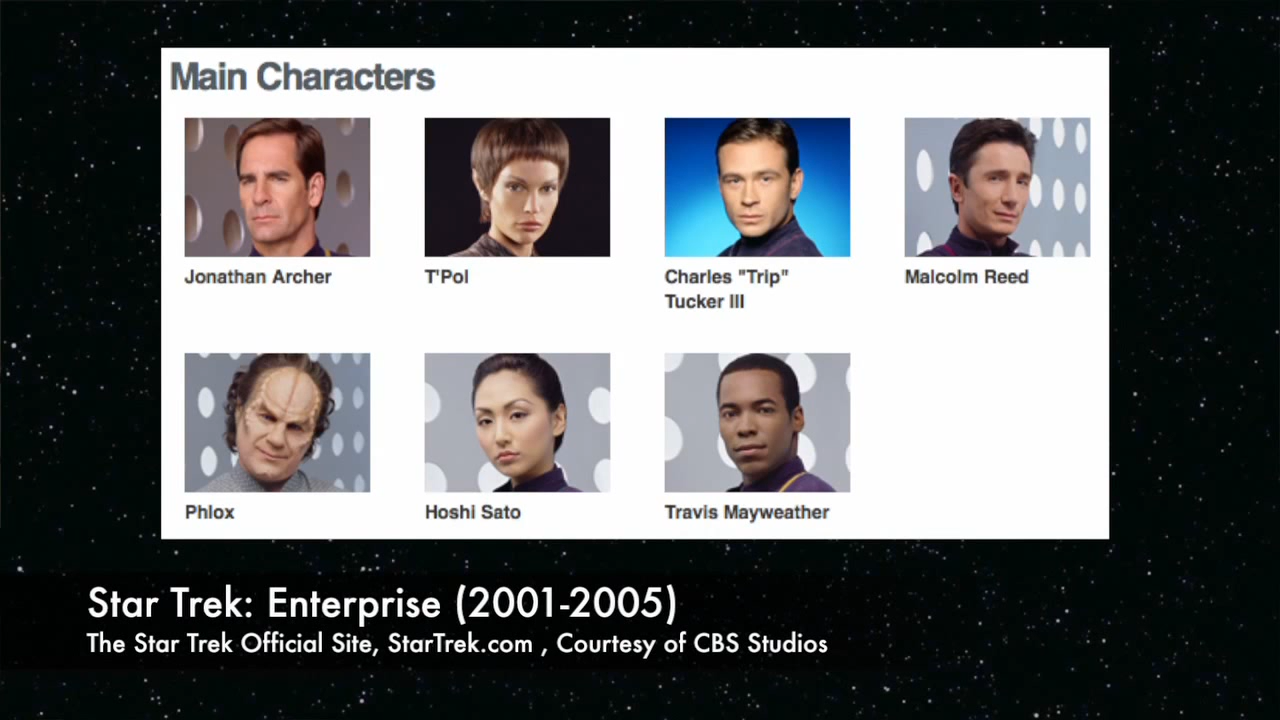 Main Characters
Jonathan Archer
T'Pol
Charles "Trip"
Tucker III
Malcolm Reed
Phlox
Hoshi Sato
Travis Mayweather
Star Trek: Enterprise (2001-2005)
The Star Trek Official Site, StarTrek.com , Courtesy of CBS Studios